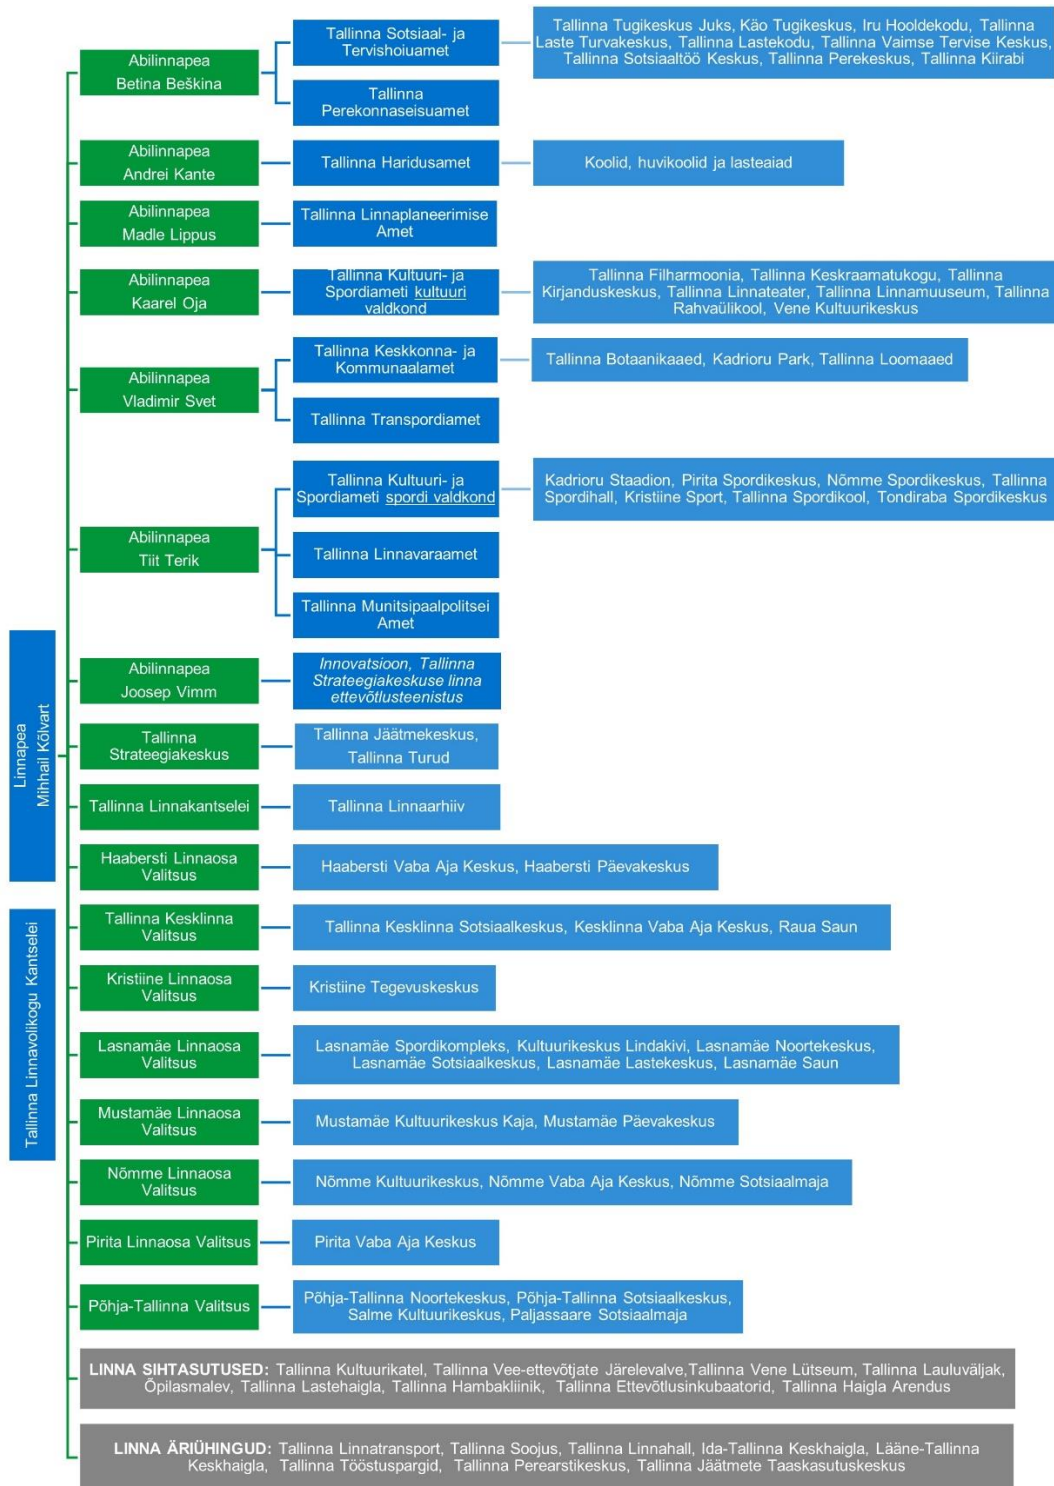 Linnapea
Mihhail Kõlvart
Tallinna Linnavolikogu Kantselei
Abilinnapea
Betina Beškina
Tallinna Sotsiaal- ja
Tervishoiuamet
Tallinna Tugikeskus Juks, Käo Tugikeskus, Iru Hooldekodu, Tallinna
Laste Turvakeskus, Tallinna Lastekodu, Tallinna Vaimse Tervise Keskus,
Tallinna Sotsiaaltöö Keskus, Tallinna Perekeskus, Tallinna Kiirabi
Tallinna
Perekonnaseisuamet
Abilinnapea
Andrei Kante
Tallinna Haridusamet
Koolid, huvikoolid ja lasteaiad
Abilinnapea
Madle Lippus
Tallinna Linnaplaneerimise
Amet
Abilinnapea
Kaarel Oja
Tallinna Kultuuri- ja
Spordiameti kultuuri
valdkond
Tallinna Filharmoonia, Tallinna Keskraamatukogu, Tallinna
Kirjanduskeskus, Tallinna Linnateater, Tallinna Linnamuuseum, Tallinna
Rahvaülikool, Vene Kultuurikeskus
Abilinnapea
Vladimir Svet
Tallinna Keskkonna- ja
Kommunaalamet
Tallinna Botaanikaaed, Kadrioru Park, Tallinna Loomaaed
Tallinna Transpordiamet
Abilinnapea
Tiit Terik
Tallinna Kultuuri- ja
Spordiameti spordi valdkond
Kadrioru Staadion, Pirita Spordikeskus, Nõmme Spordikeskus, Tallinna
Spordihall, Kristiine Sport, Tallinna Spordikool, Tondiraba Spordikeskus
Tallinna Linnavaraamet
Tallinna Munitsipaalpolitsei
Amet
Abilinnapea
Joosep Vimm
Innovatsioon, Tallinna
Strateegiakeskuse linna
ettevõtlusteenistus
Tallinna
Strateegiakeskus
Tallinna Jäätmekeskus,
Tallinna Turud
Tallinna Linnakantselei
Tallinna Linnaarhiiv
Haabersti Linnaosa
Valitsus
Haabersti Vaba Aja Keskus, Haabersti Päevakeskus
Tallinna Kesklinna
Valitsus
Tallinna Kesklinna Sotsiaalkeskus, Kesklinna Vaba Aja Keskus, Raua Saun
Kristiine Linnaosa
Valitsus
Kristiine Tegevuskeskus
Lasnamäe Linnaosa
Valitsus
Lasnamäe Spordikompleks, Kultuurikeskus Lindakivi, Lasnamäe Noortekeskus,
Lasnamäe Sotsiaalkeskus, Lasnamäe Lastekeskus, Lasnamäe Saun
Mustamäe Linnaosa
Valitsus
Mustamäe Kultuurikeskus Kaja, Mustamäe Päevakeskus
Nõmme Linnaosa
Valitsus
Nõmme Kultuurikeskus, Nõmme Vaba Aja Keskus, Nõmme Sotsiaalmaja
Pirita Linnaosa Valitsus
Pirita Vaba Aja Keskus
Põhja-Tallinna Valitsus
Põhja-Tallinna Noortekeskus, Põhja-Tallinna Sotsiaalkeskus,
Salme Kultuurikeskus, Paljassaare Sotsiaalmaja
LINNA SIHTASUTUSED: Tallinna Kultuurikatel, Tallinna Vee-ettevõtjate Järelevalve,Tallinna Vene Lütseum, Tallinna Lauluväljak,
Õpilasmalev, Tallinna Lastehaigla, Tallinna Hambakliinik, Tallinna Ettevõtlusinkubaatorid, Tallinna Haigla Arendus
LINNA ÄRIÜHINGUD: Tallinna Linnatransport, Tallinna Soojus, Tallinna Linnahall, Ida-Tallinna Keskhaigla, Lääne-Tallinna
Keskhaigla, Tallinna Tööstuspargid, Tallinna Perearstikeskus, Tallinna Jäätmete Taaskasutuskeskus